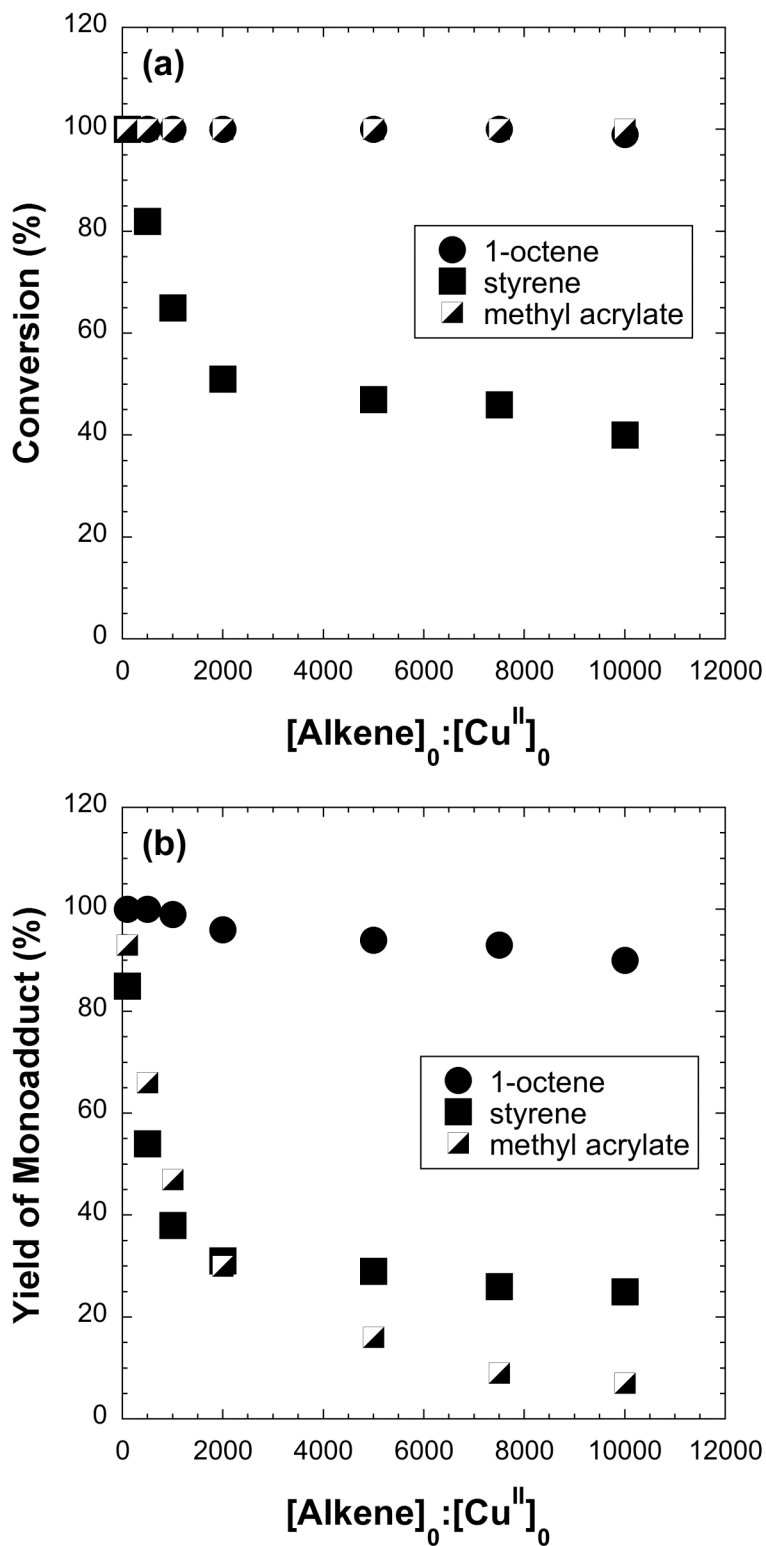 120
(a)
100
80
60
40
20
0
Conversion (%)
1-octene
styrene
methyl acrylate
0 2000 4000 6000 8000 10000 12000
[Alkene]0:[CuII]0
120
(b)
100
80
60
40
20
0
Yield of Monoadduct (%)
1-octene
styrene
methyl acrylate
0 2000 4000 6000 8000 10000 12000
[Alkene]0:[CuII]0